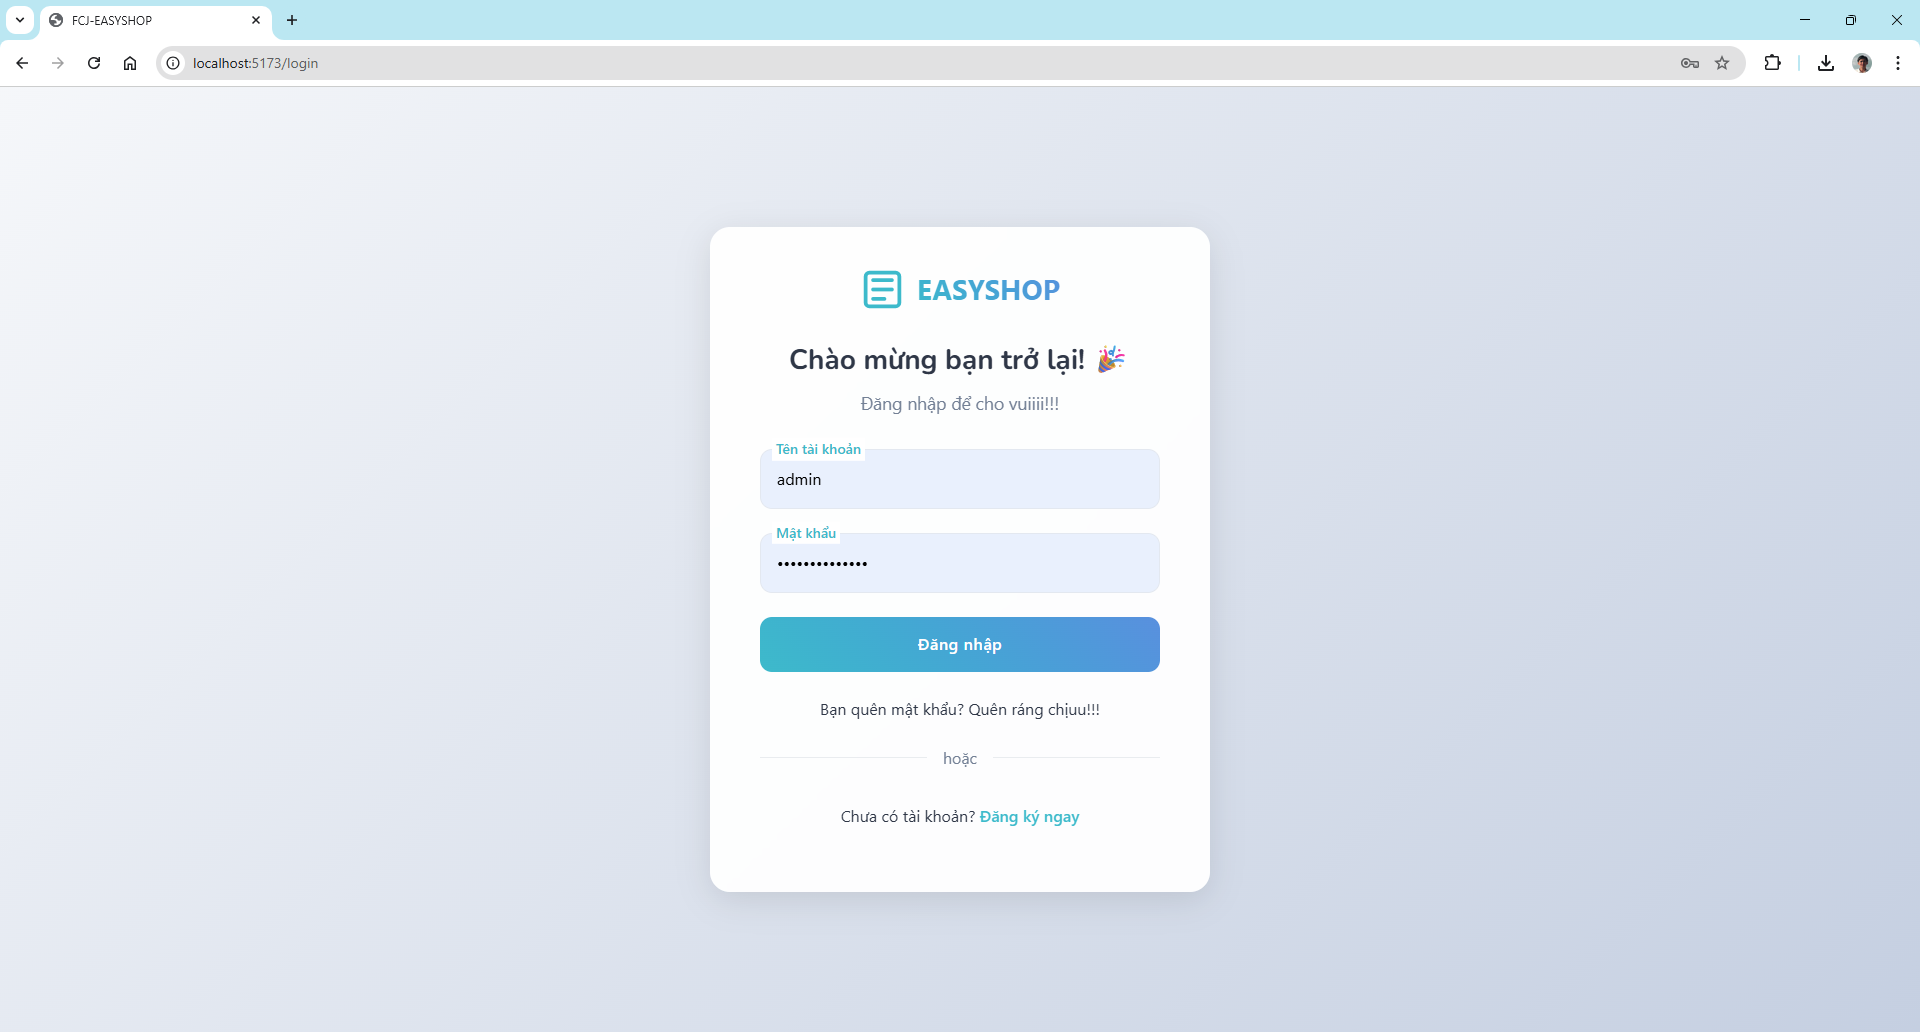 FCJ-EASYSHOP
localhost:5173/login
EASYSHOP
Chào mừng bạn trở lại! 🎉
Đăng nhập để cho vuiiii!!!
Tên tài khoản
admin
Mật khẩu
••••••••••••••
Đăng nhập
Bạn quên mật khẩu? Quên ráng chịuu!!!
hoặc
Chưa có tài khoản? Đăng ký ngay